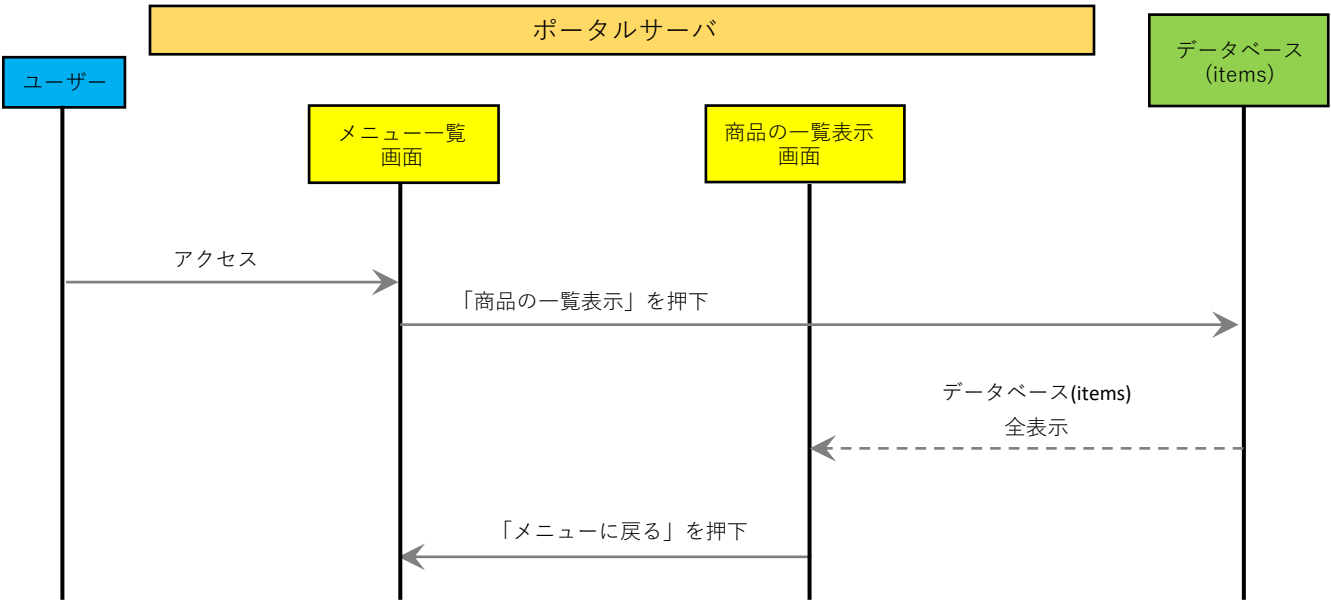 ポータルサーバ
ユーザー
データベース
(items)
メニュー一覧
画面
商品の一覧表示
画面
アクセス
「商品の一覧表示」を押下
データベース(items)
全表示
「メニューに戻る」を押下